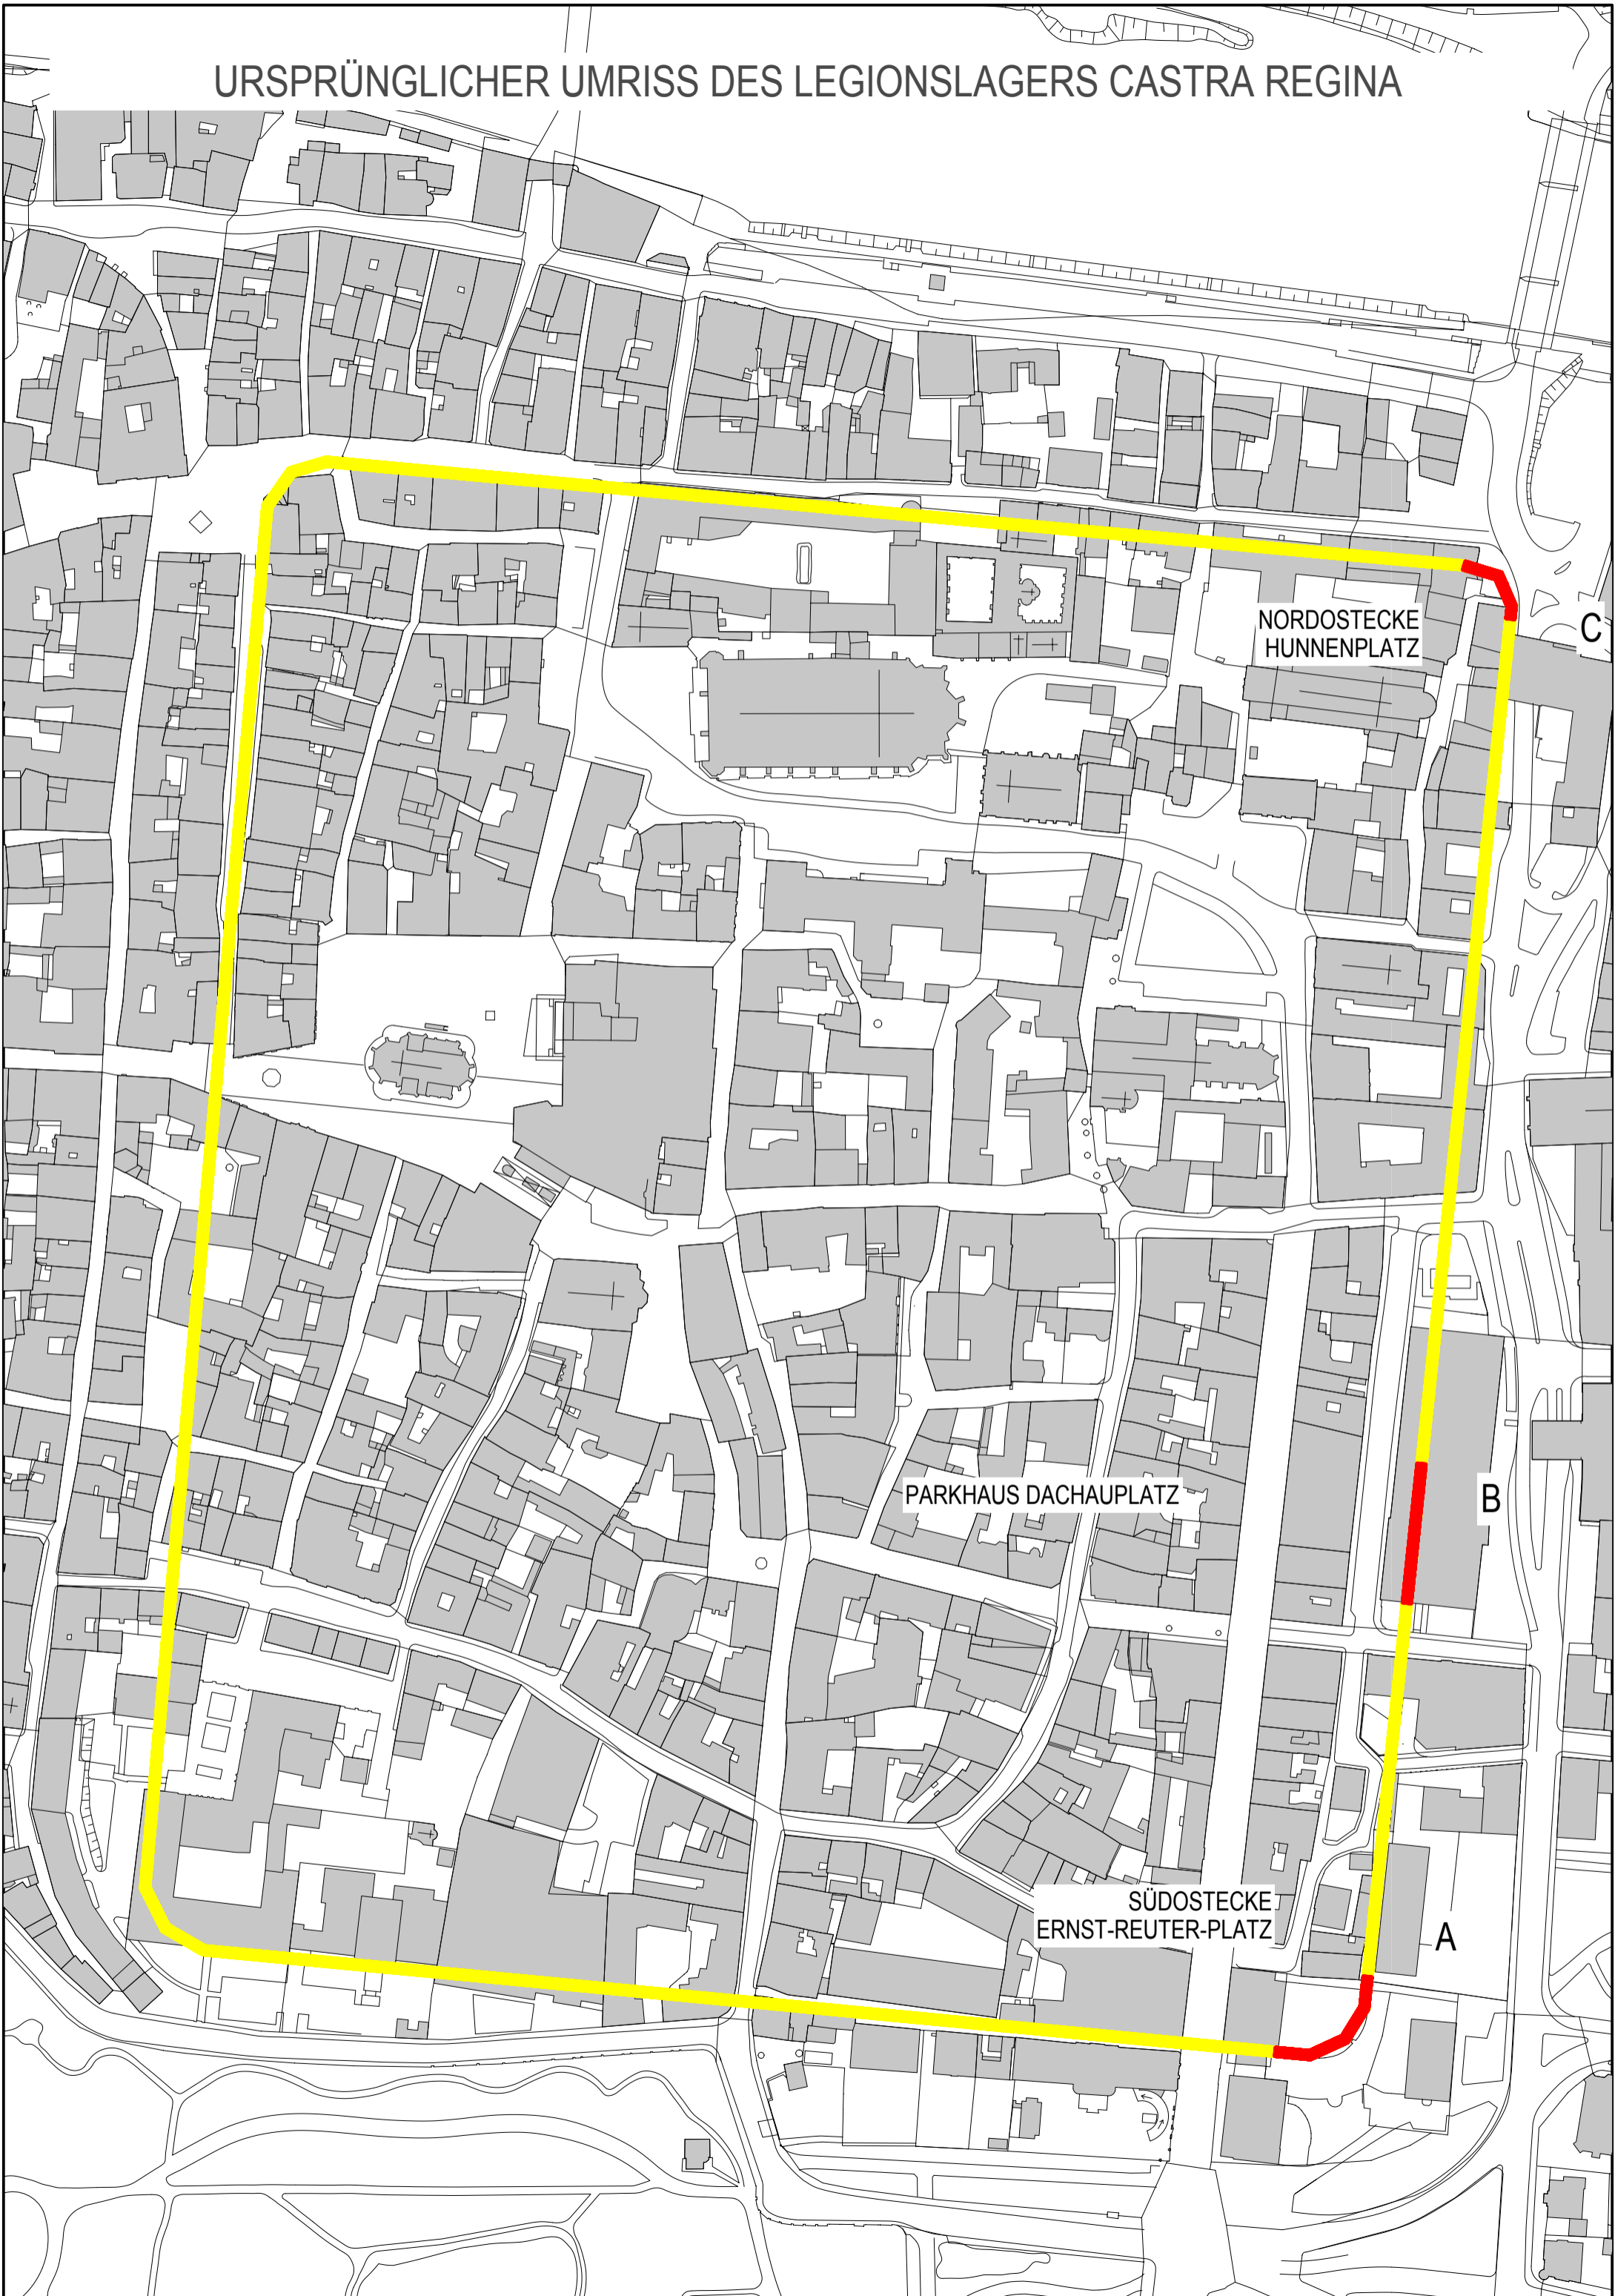 URSPRÜNGLICHER UMRISS DES LEGIONSLAGERS CASTRA REGINA
NORDOSTECKE
HUNNENPLATZ
C
PARKHAUS DACHAUPLATZ
B
SÜDOSTECKE
ERNST-REUTER-PLATZ
A